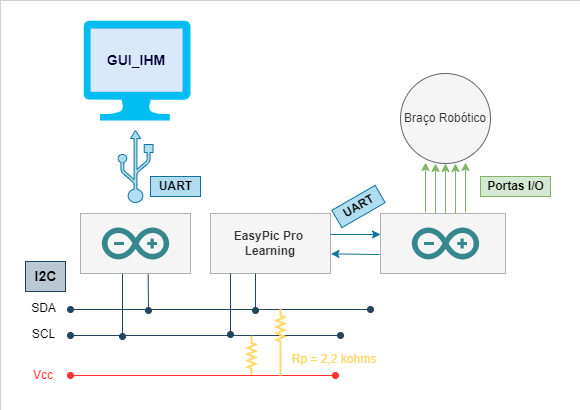 GUI_IHM
Braço Robótico
UART
Portas I/O
UART
EasyPic Pro
Learning
I2C
SDA
SCL
Rp = 2,2 kohms
Vcc